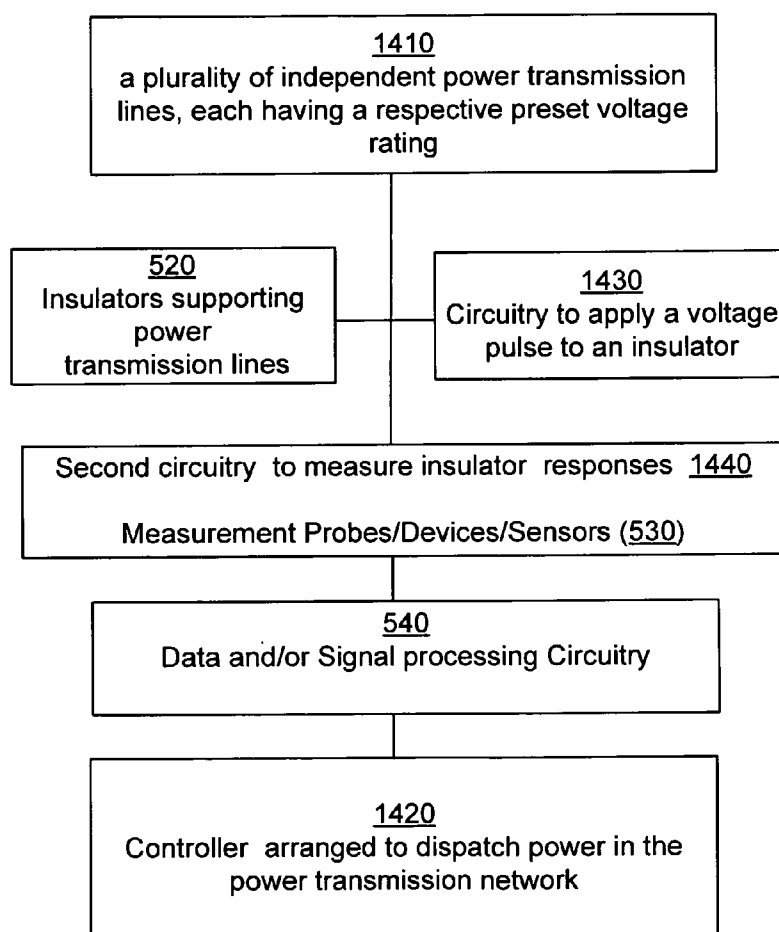 1410
a plurality of independent power transmission
lines, each having a respective preset voltage
rating
520
Insulators supporting
power
transmission lines
1430
Circuitry to apply a voltage
pulse to an insulator
Second circuitry to measure insulator responses 1440
Measurement Probes/Devices/Sensors (530)
540
Data and/or Signal processing Circuitry
1420
Controller arranged to dispatch power in the
power transmission network